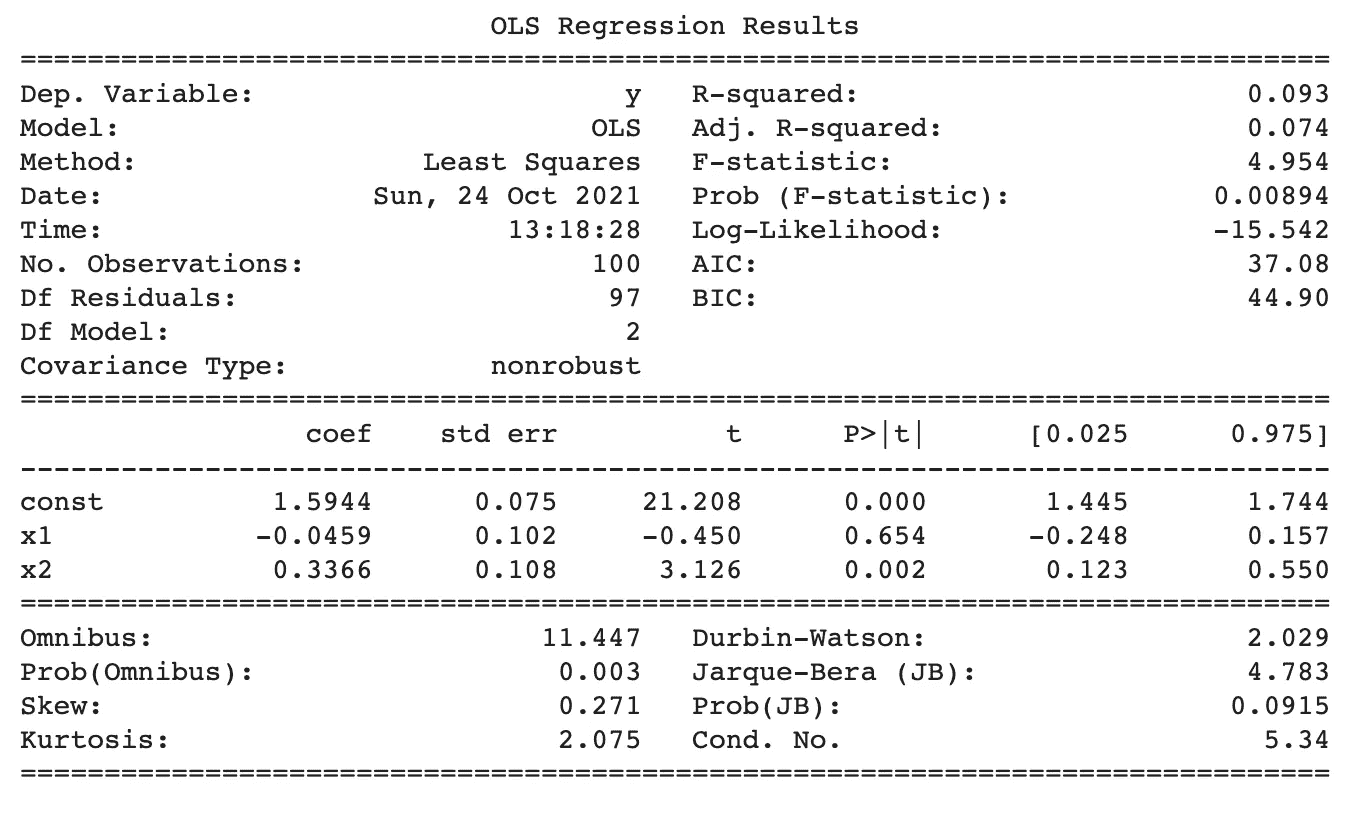 OLS Regression Results
==============================================================================
Dep. Variable:                      y   R-squared:                       0.093
Model:                            OLS   Adj. R-squared:                  0.074
Method:                 Least Squares   F-statistic:                     4.954
Date:                Sun, 24 Oct 2021   Prob (F-statistic):            0.00894
Time:                        13:18:28   Log-Likelihood:                -15.542
No. Observations:                 100   AIC:                             37.08
Df Residuals:                      97   BIC:                             44.90
Df Model:                           2
Covariance Type:            nonrobust
==============================================================================
                 coef    std err          t      P>|t|      [0.025      0.975]
------------------------------------------------------------------------------
const          1.5944      0.075     21.208      0.000       1.445       1.744
x1            -0.0459      0.102     -0.450      0.654      -0.248       0.157
x2             0.3366      0.108      3.126      0.002       0.123       0.550
==============================================================================
Omnibus:                       11.447   Durbin-Watson:                   2.029
Prob(Omnibus):                  0.003   Jarque-Bera (JB):                4.783
Skew:                           0.271   Prob(JB):                       0.0915
Kurtosis:                       2.075   Cond. No.                         5.34
==============================================================================